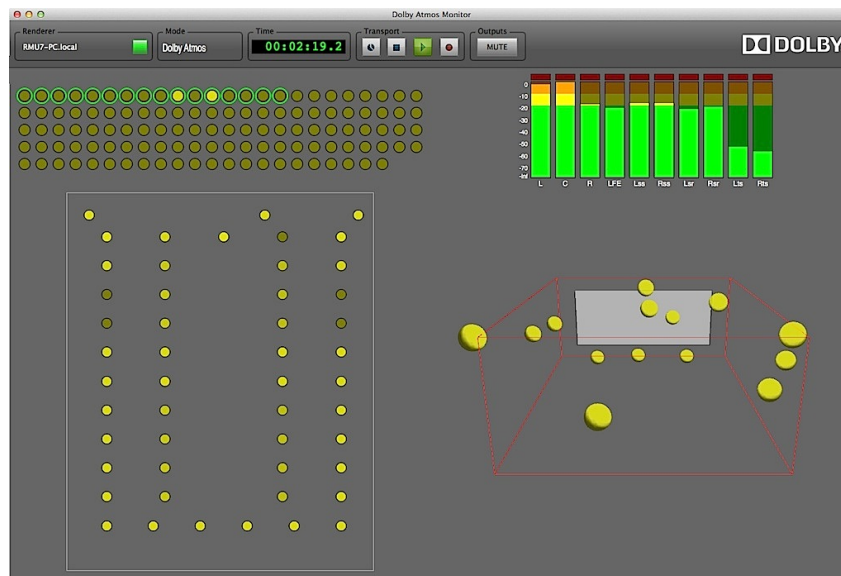 Dolby Atmos Monitor
Renderer
RMU7-PC.local
Mode
Dolby Atmos
Time
00:02:19.2
Transport
Outputs
MUTE
DOLBY
0
-10
-20
-30
-40
-50
-60
-70
-inf
L C R LFE Lss Rss Lsr Rsr Lts Rts